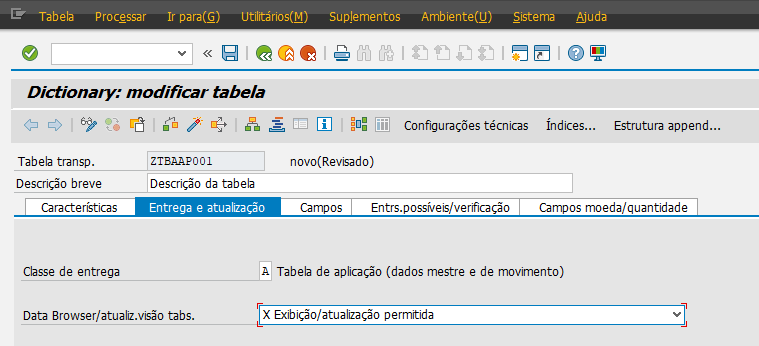 Tabela Processar Ir para(G) Utilitários(M) Suplementos Ambiente(U) Sistema Ajuda
Dictionary: modificar tabela
Configurações técnicas Índices... Estrutura append...
Tabela transp. ZTBAAP001 novo(Revisado)
Descrição breve Descrição da tabela
Características Entrega e atualização Campos Entrs.possíveis/verificação Campos moeda/quantidade
Classe de entrega A Tabela de aplicação (dados mestre e de movimento)
Data Browser/atualiz.visão tabs. X Exibição/atualização permitida